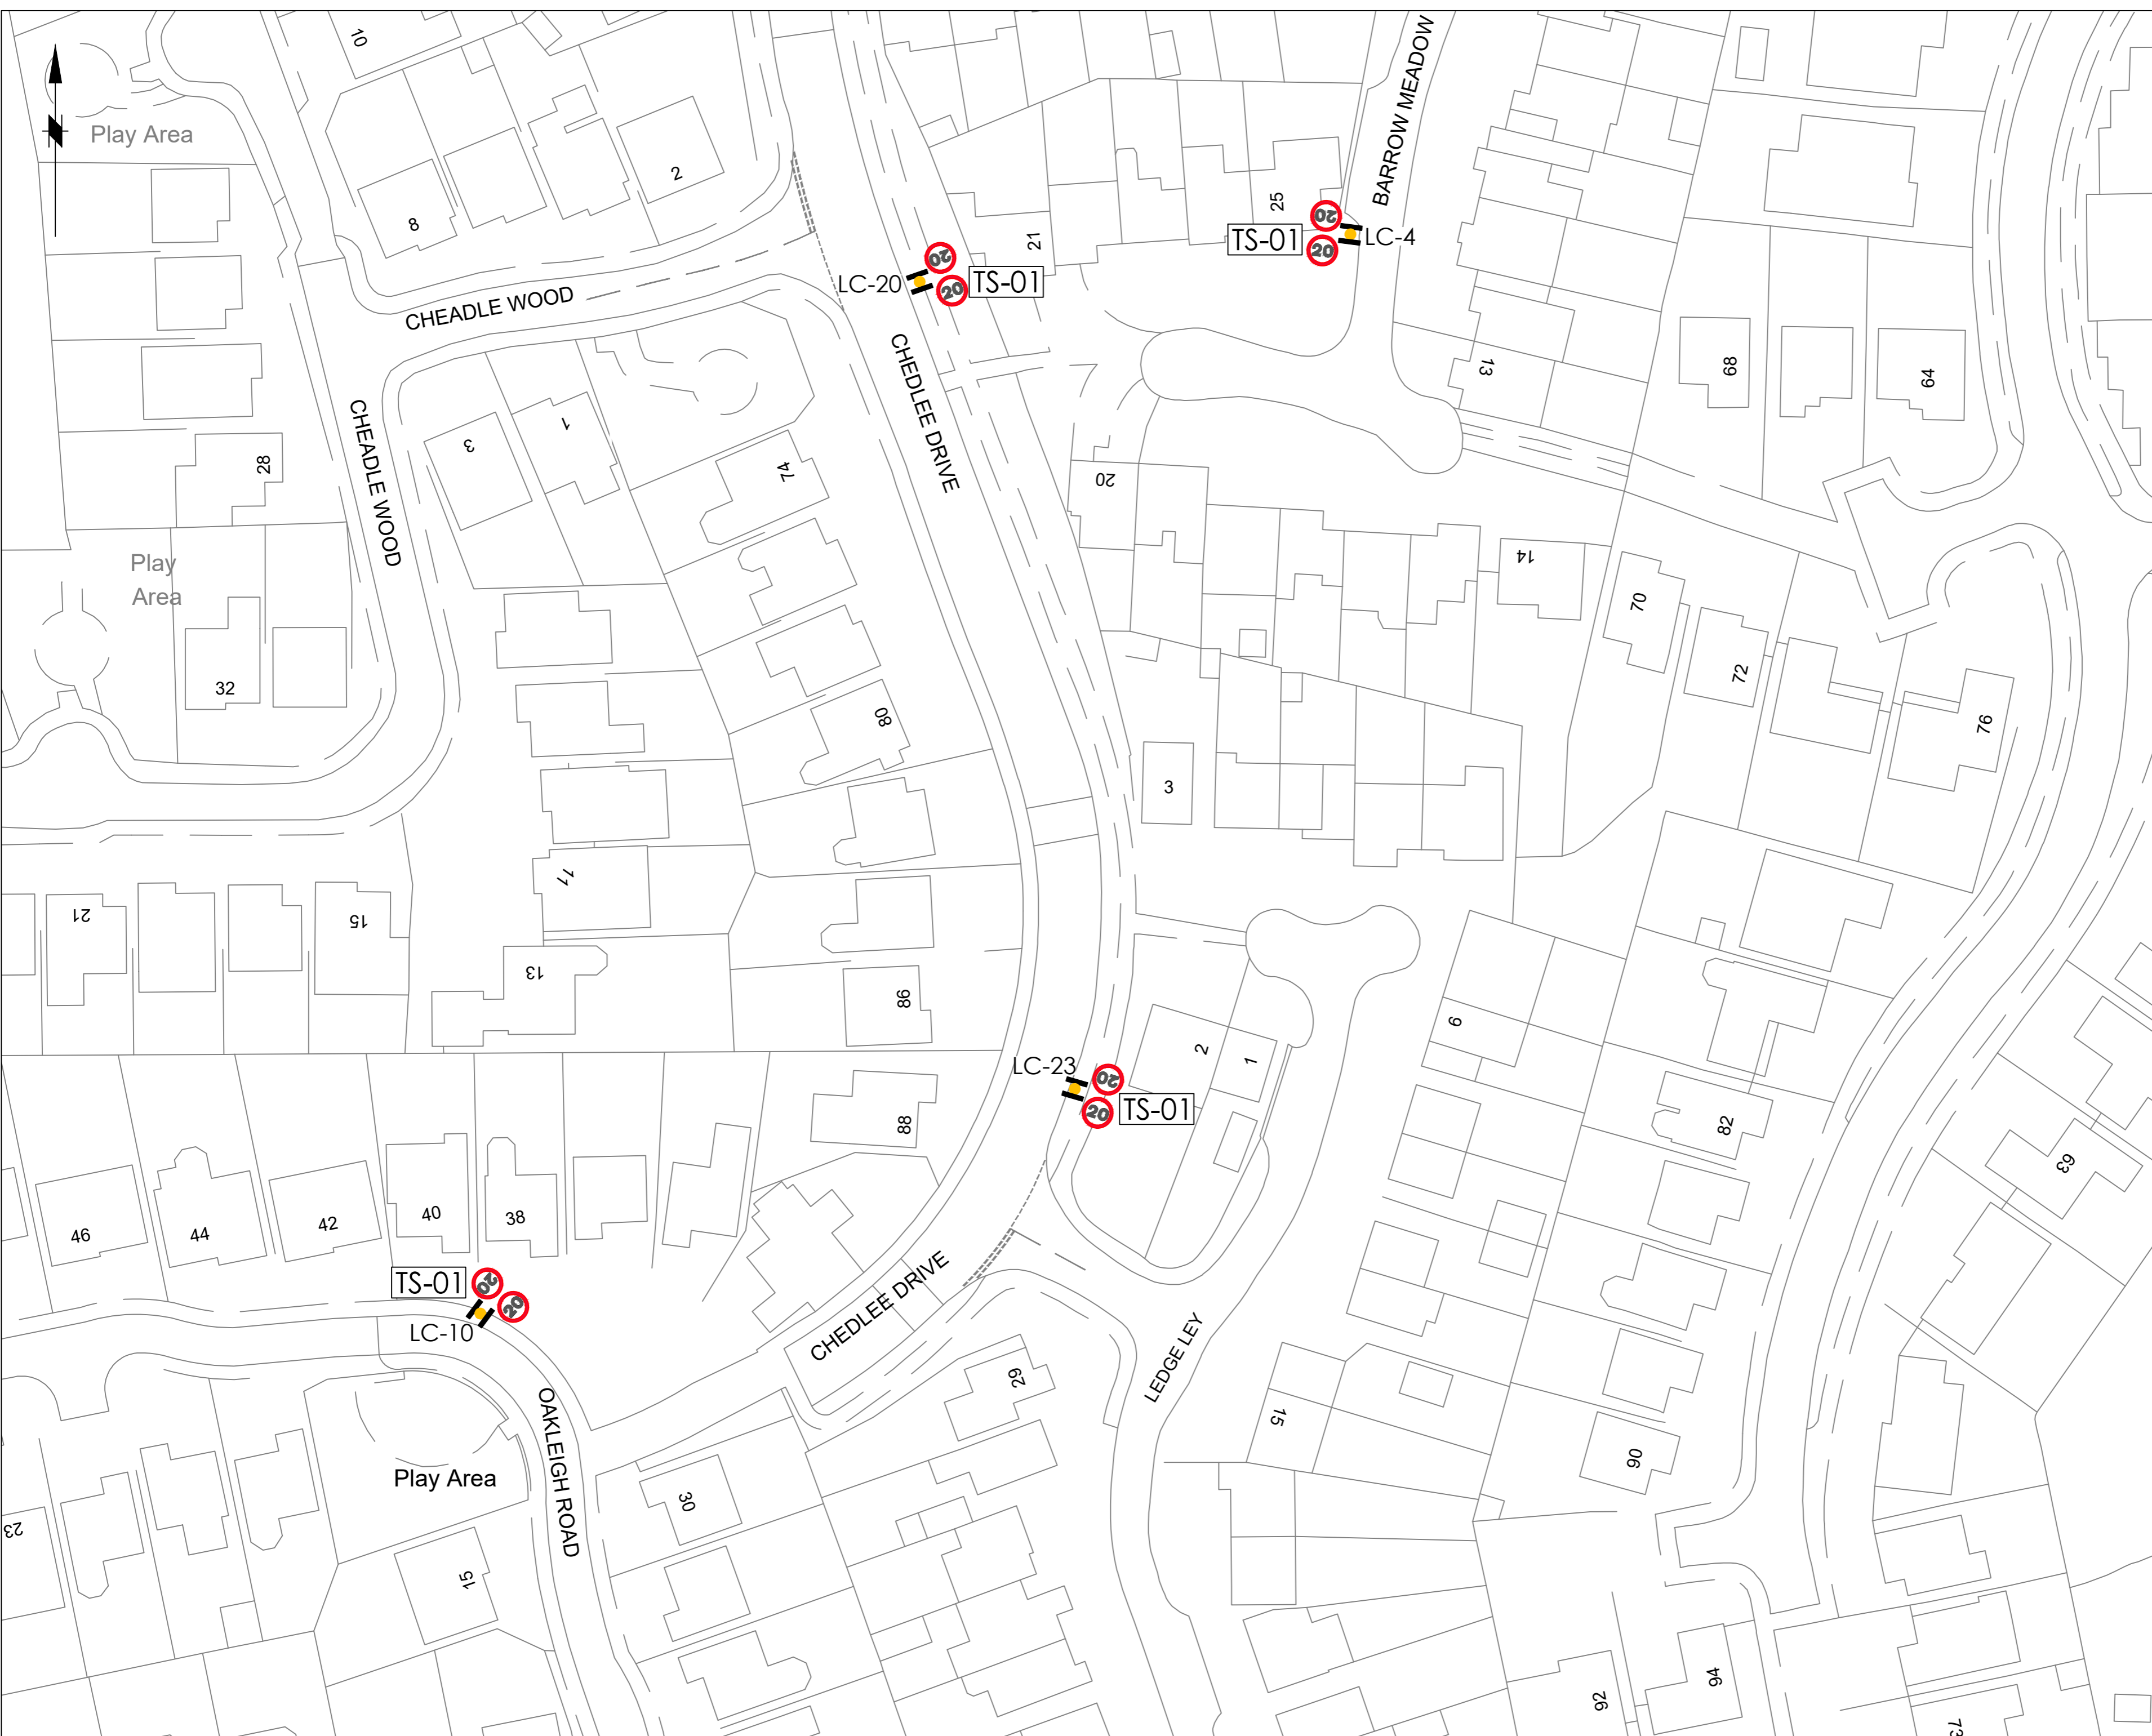 10
Play Area
2
8
BARROW MEADOW
25
20
TS-01
LC-4
20
21
20
LC-20
TS-01
20
CHEADLE WOOD
CHEDLEE DRIVE
13
68
64
3
1
CHEADLE WOOD
28
74
20
14
Play
Area
70
72
32
80
76
3
11
21
15
13
86
9
2
1
LC-23
20
TS-01
20
88
82
63
46
44
42
40
38
TS-01
20
20
LC-10
CHEDLEE DRIVE
LEDGE LEY
29
15
OAKLEIGH ROAD
Play Area
30
90
23
15
92
94
73